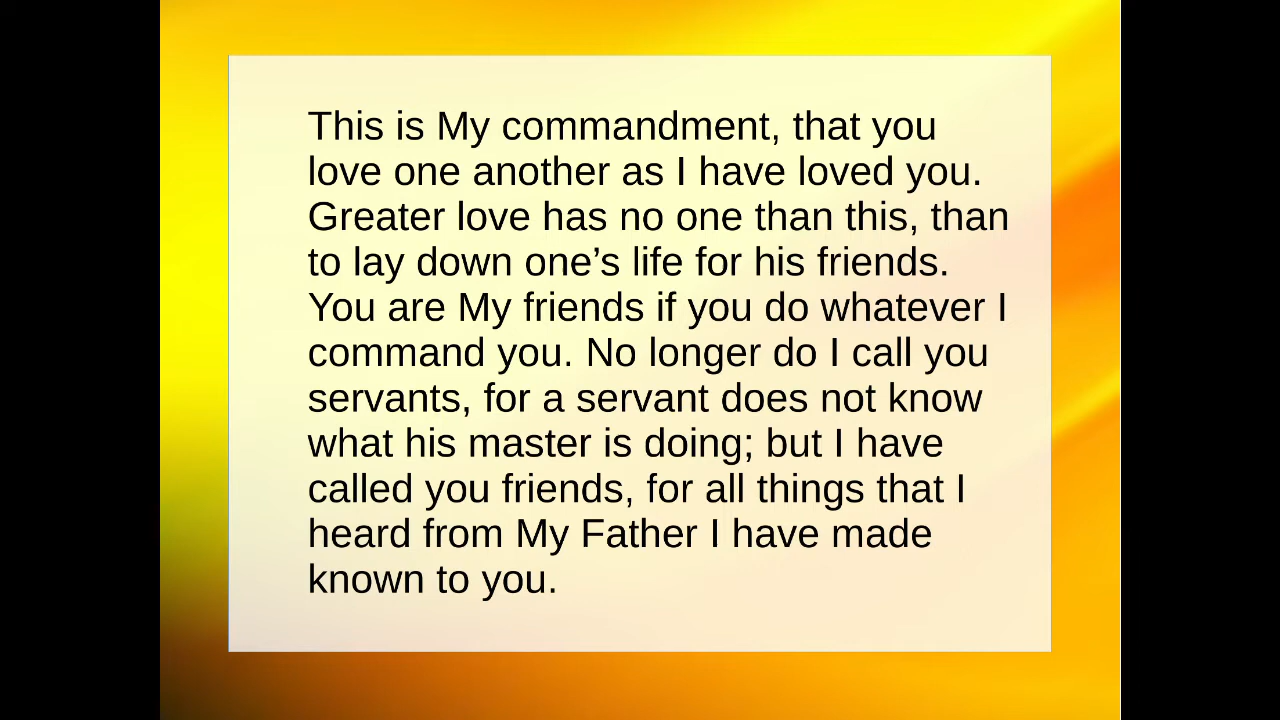 This is My commandment, that you
love one another as I have loved you.
Greater love has no one than this, than
to lay down one’s life for his friends.
You are My friends if you do whatever I
command you. No longer do I call you
servants, for a servant does not know
what his master is doing; but I have
called you friends, for all things that I
heard from My Father I have made
known to you.